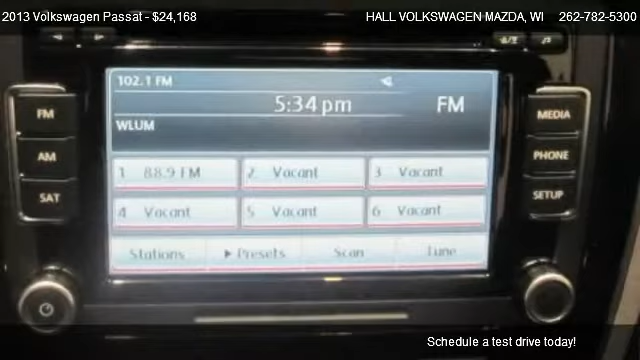 2013 Volkswagen Passat - $24,168 HALL VOLKSWAGEN MAZDA, WI 262-782-5300
102.1 FM
5:34 pm FM
WLUM
FM MEDIA
1 88.9 FM 2 Vacant 3 Vacant
AM PHONE
4 Vacant 5 Vacant 6 Vacant
SAT SETUP
Stations Presets Scan Tune
Schedule a test drive today!